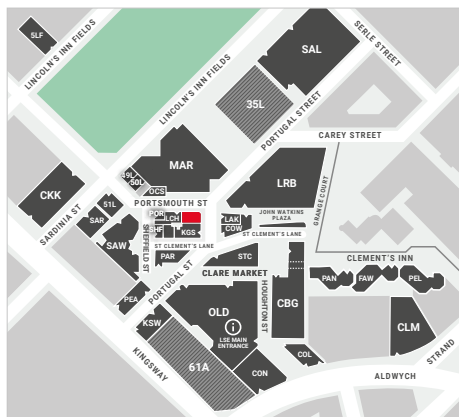 5LF
LINCOLN'S INN FIELDS
LINCOLN'S INN FIELDS
SAL
SERLE STREET
35L
PORTUGAL STREET
CAREY STREET
MAR
49L
50L
OCS
LRB
GRANGE COURT
CKK
SARDINIA ST
51L
SAR
SAW
PORTSMOUTH ST
POR
LCH
SHF
KGS
LAK
COW
JOHN WATKINS
PLAZA
ST CLEMENT'S LANE
ST CLEMENT'S LANE
SHEFFIELD ST
PAR
STC
CLARE MARKET
CLEMENT'S INN
PORTUGAL ST
PEA
KSW
KINGSWAY
OLD
LSE MAIN
ENTRANCE
HOUGHTON ST
CBG
PAN
FAW
PEL
CLM
61A
CON
COL
ALDWYCH
STRAND